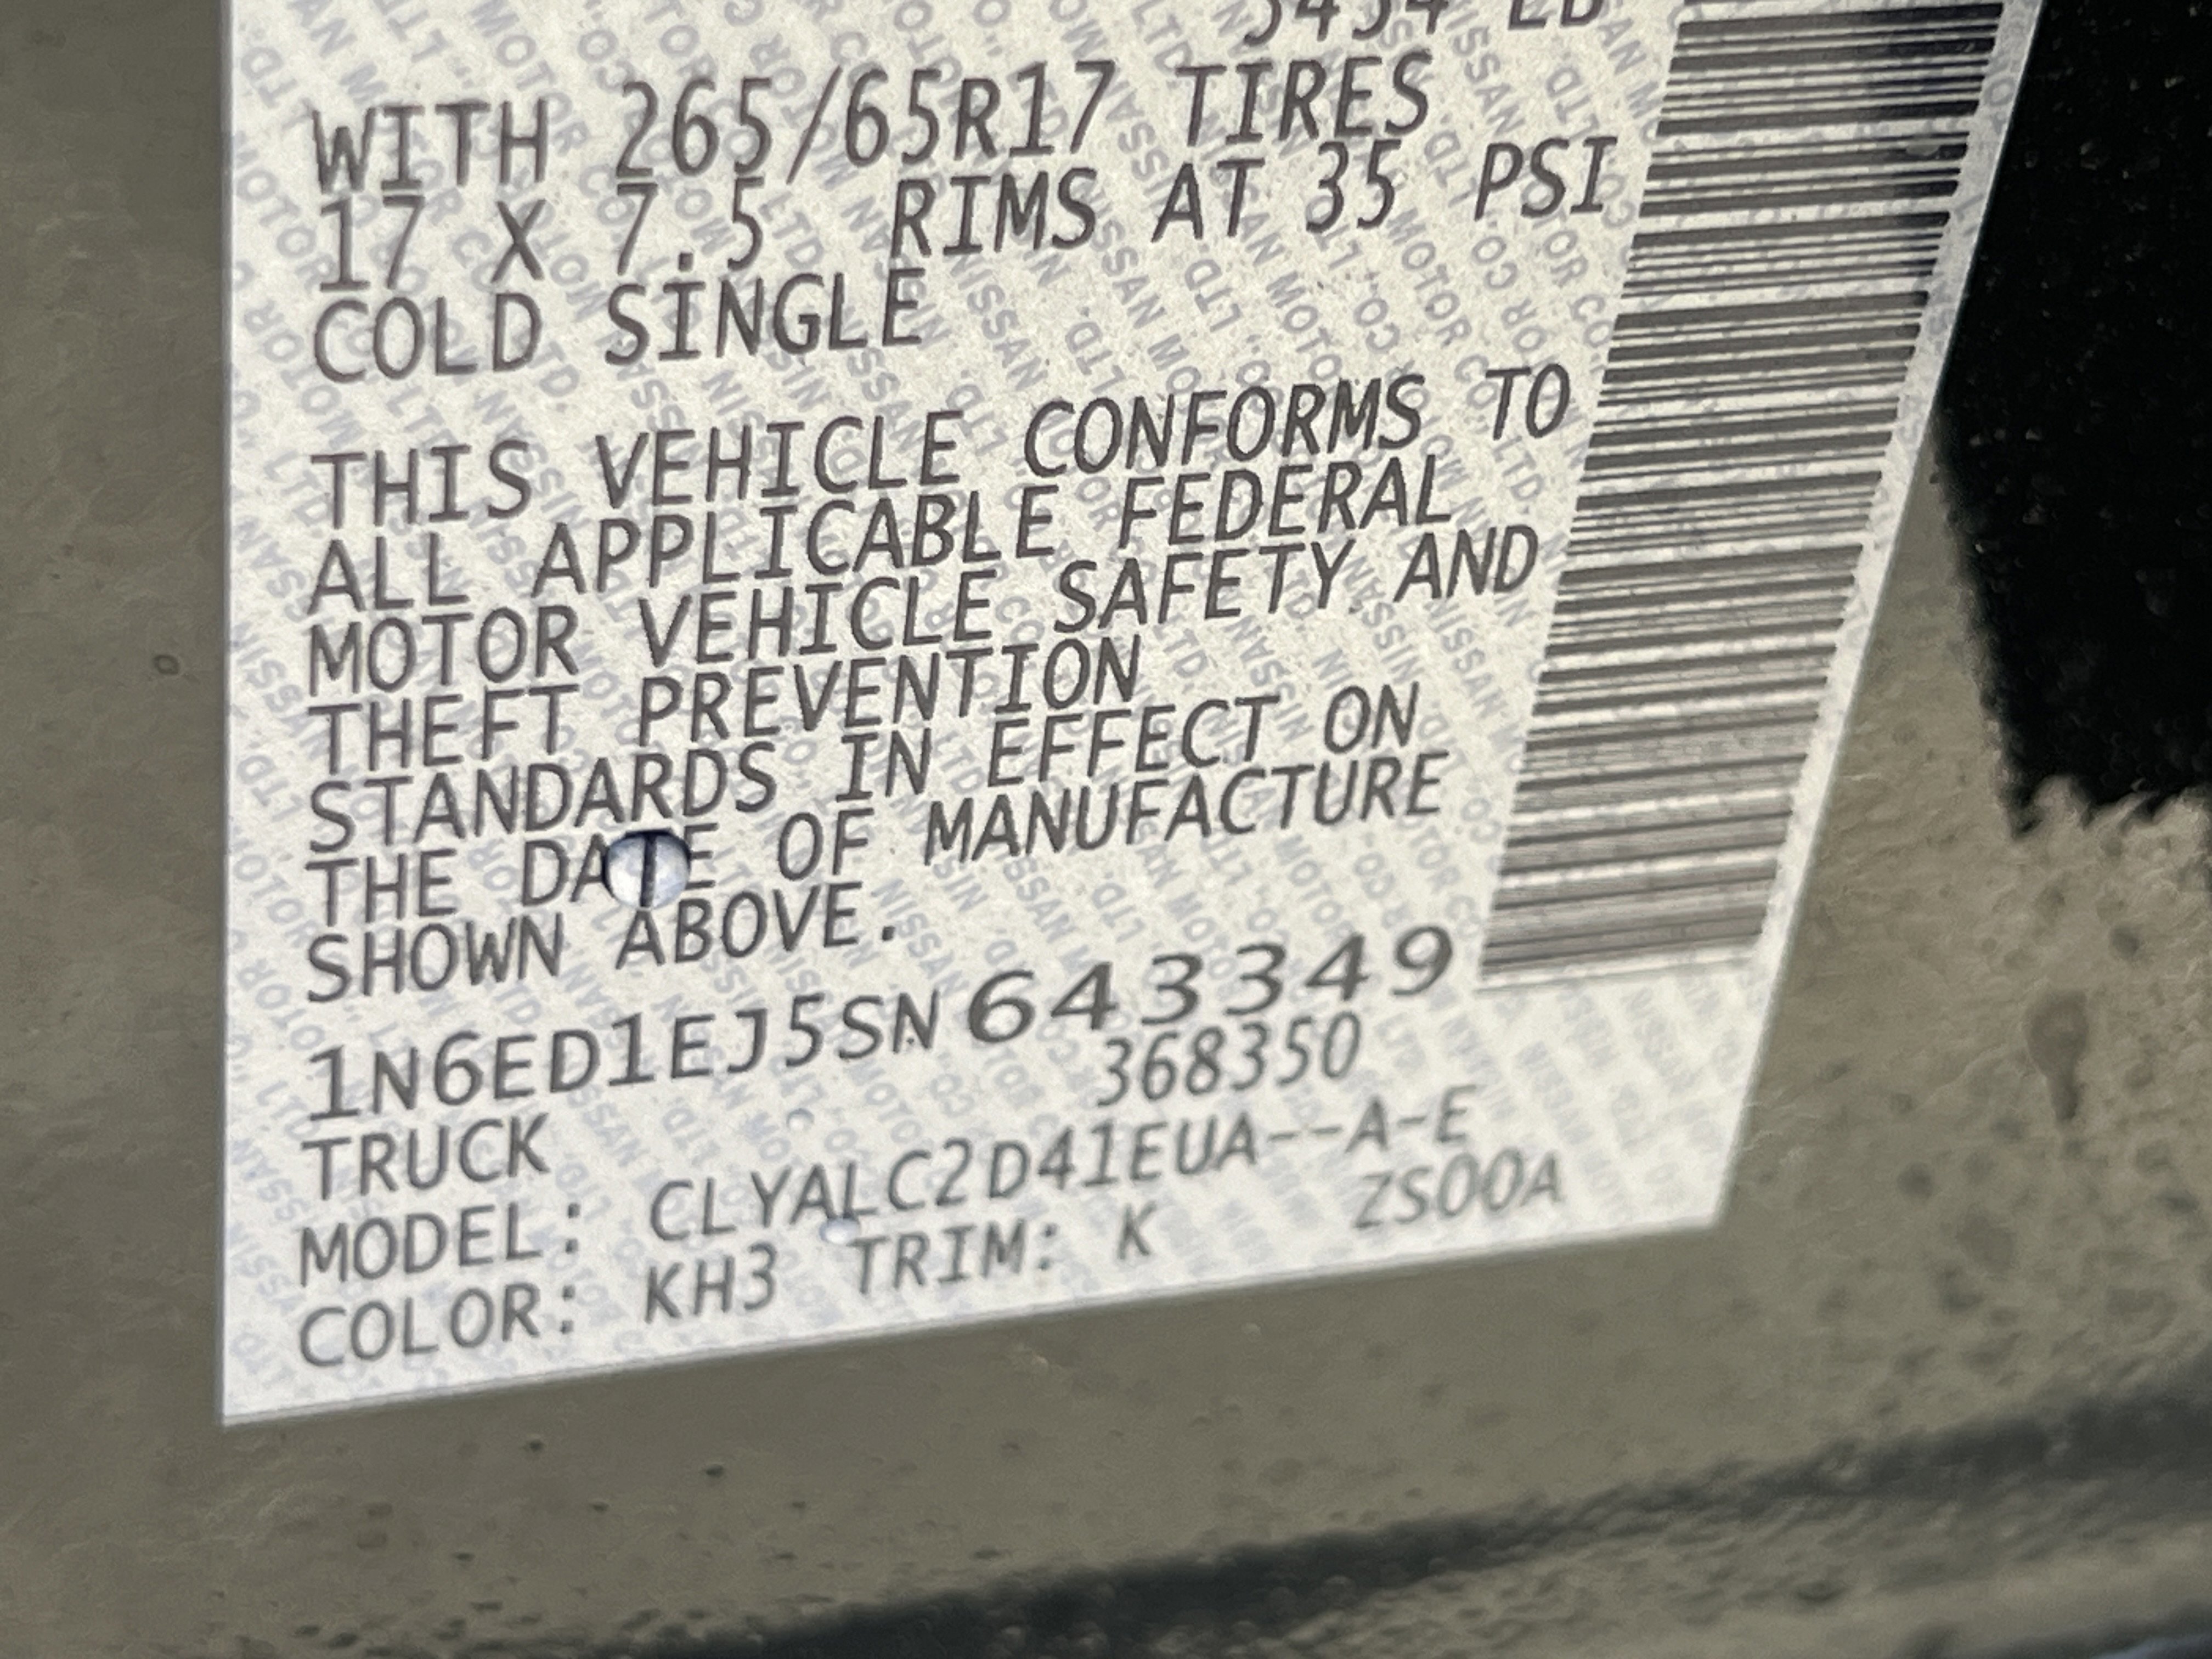 WITH 265/65R17 TIRES
17 X 7.5 RIMS AT 35 PSI
COLD SINGLE
THIS VEHICLE CONFORMS TO
ALL APPLICABLE FEDERAL
MOTOR VEHICLE SAFETY AND
THEFT PREVENTION
STANDARDS IN EFFECT ON
THE DATE OF MANUFACTURE
SHOWN ABOVE.
1N6ED1EJ5SN643349
368350
TRUCK
MODEL: CLYALC2D41EUA--A-E
COLOR: KH3 TRIM: K ZS00A